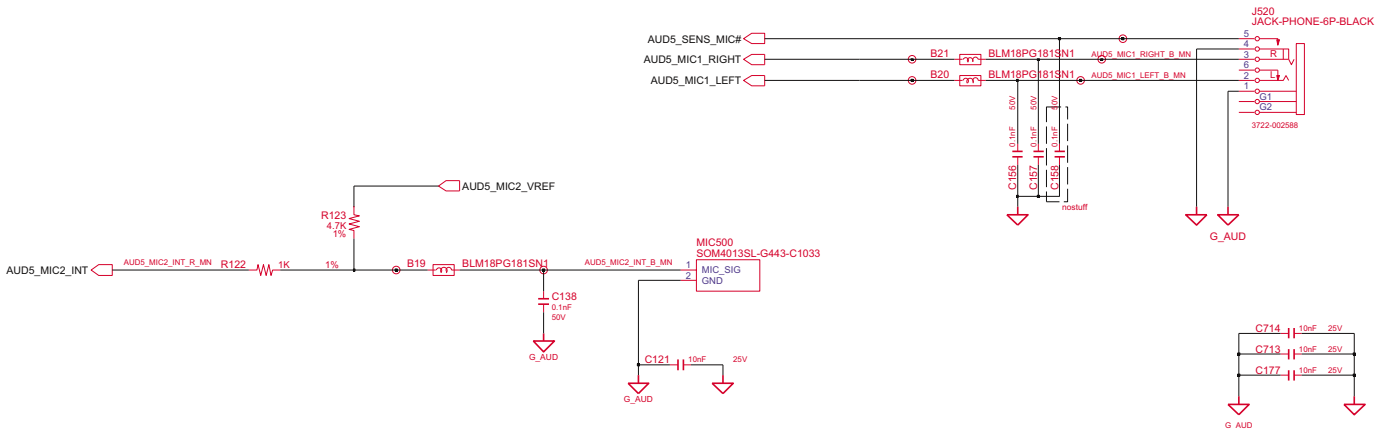 J520
JACK-PHONE-6P-BLACK
AUD5_SENS_MIC#
5
4
AUD5_MIC1_RIGHT
B21
BLM18PG181SN1
AUD5_MIC1_RIGHT_B_MN
3
R
6
AUD5_MIC1_LEFT
B20
BLM18PG181SN1
AUD5_MIC1_LEFT_B_MN
2
L
1
G1
G2
3722-002588
50V
50V
50V
0.1nF
0.1nF
0.1nF
C156
C157
C158
nostuff
G_AUD
AUD5_MIC2_VREF
R123
4.7K
1%
MIC500
SOM4013SL-G443-C1033
AUD5_MIC2_INT
AUD5_MIC2_INT_R_MN
R122
1K
1%
B19
BLM18PG181SN1
AUD5_MIC2_INT_B_MN
1
MIC_SIG
2
GND
C138
0.1nF
50V
G_AUD
C121
10nF
25V
G_AUD
C714
10nF
25V
C713
10nF
25V
C177
10nF
25V
G_AUD